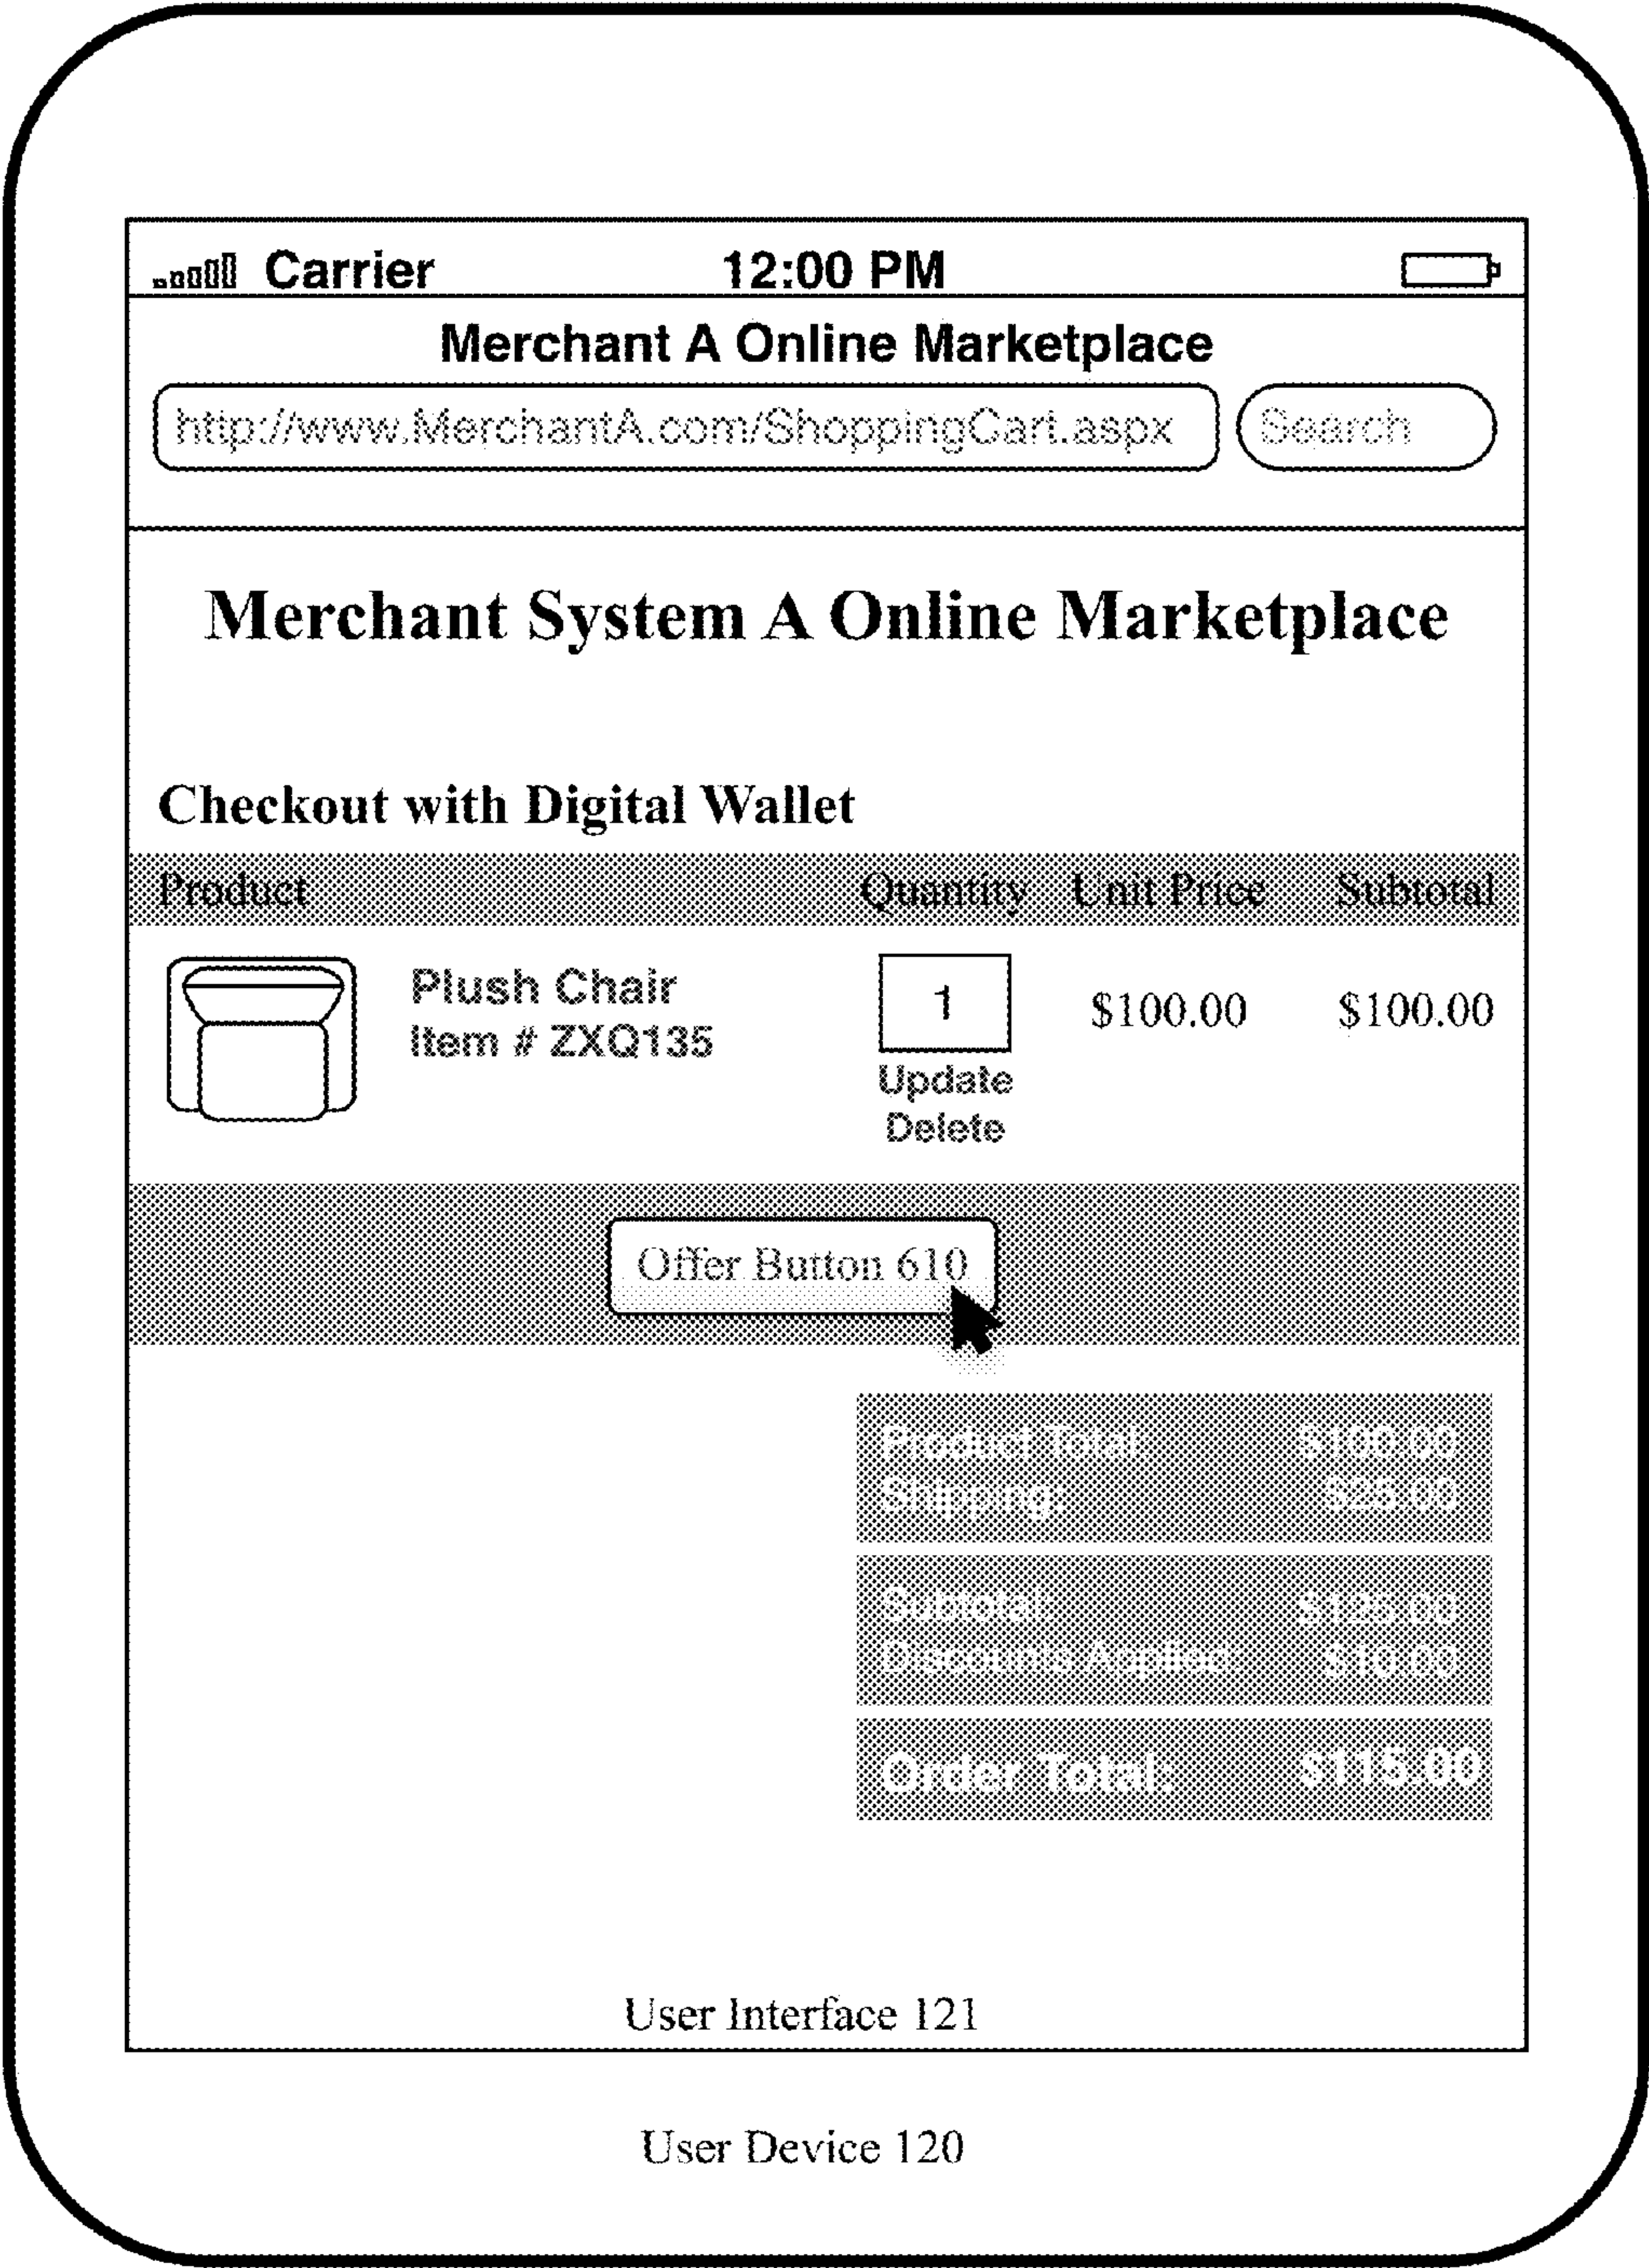 Carrier 12:00 PM
Merchant A Online Marketplace
http://www.MerchantA.com/ShoppingCart.aspx Search
Merchant System A Online Marketplace
Checkout with Digital Wallet
Product Quantity Unit Price Subtotal
Plush Chair 1 $100.00 $100.00
Item # ZXQ135
Update
Delete
Offer Button 610
Product Total: $100.00
Shipping: $25.00
Subtotal: $125.00
Discounts $10.00
Order Total: $115.00
User Interface 121
User Device 120